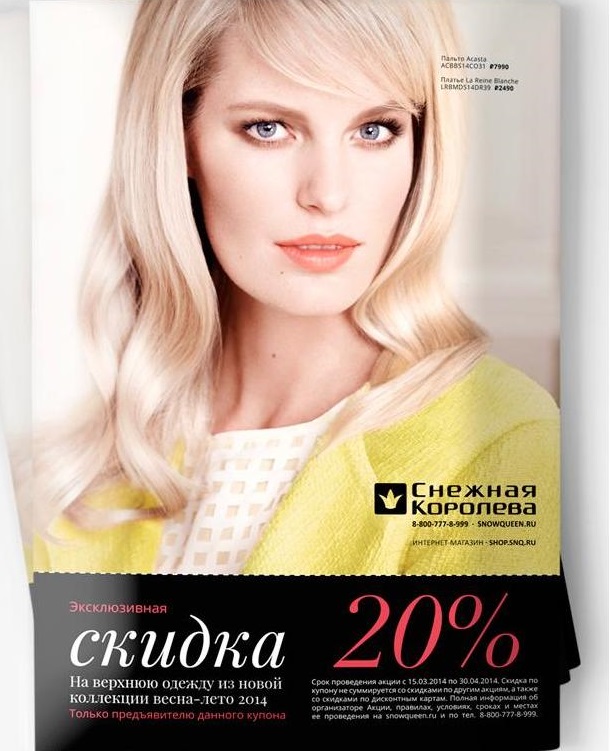 Пальто Acasta
ACBBS14CO31 ₽7990
Платье La Reine Blanche
LRBMDS14DR39 ₽2490
Снежная
Королева
8-800-777-8-999 · SNOWQUEEN.RU
ИНТЕРНЕТ-МАГАЗИН · SHOP.SNQ.RU
Эксклюзивная
скидка 20%
На верхнюю одежду из новой
коллекции весна-лето 2014
Только предъявителю данного купона
Срок проведения акции с 15.03.2014 по 30.04.2014. Скидка по
купону не суммируется со скидками по другим акциям, а также
со скидками по дисконтным картам. Полная информация об
организаторе Акции, правилах, условиях, сроках и местах
ее проведения на snowqueen.ru и по тел. 8-800-777-8-999.